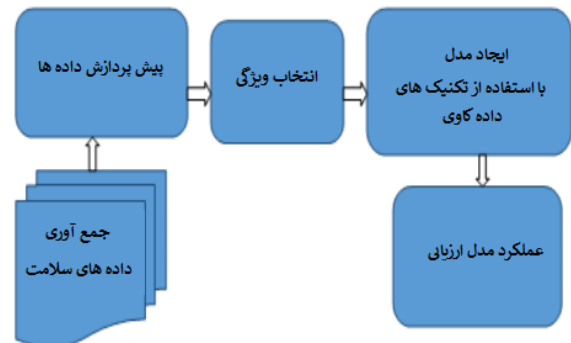 پیش پردازش داده ها
انتخاب ویژگی
ایجاد مدل
با استفاده از تکنیک های
داده کاوی
جمع آوری
داده های سلامت
عملکرد مدل ارزیابی